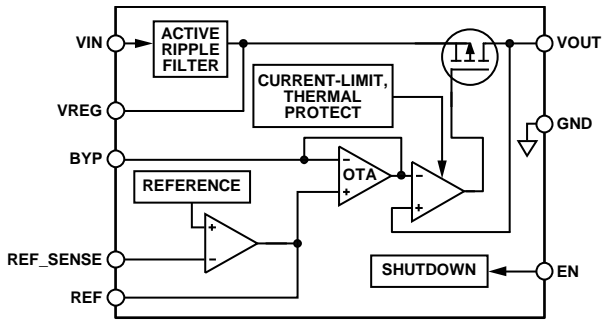 VIN
ACTIVE
RIPPLE
FILTER
VOUT
CURRENT-LIMIT,
THERMAL
PROTECT
VREG
GND
BYP
–
OTA
+
–
+
REFERENCE
+
–
REF_SENSE
SHUTDOWN
EN
REF